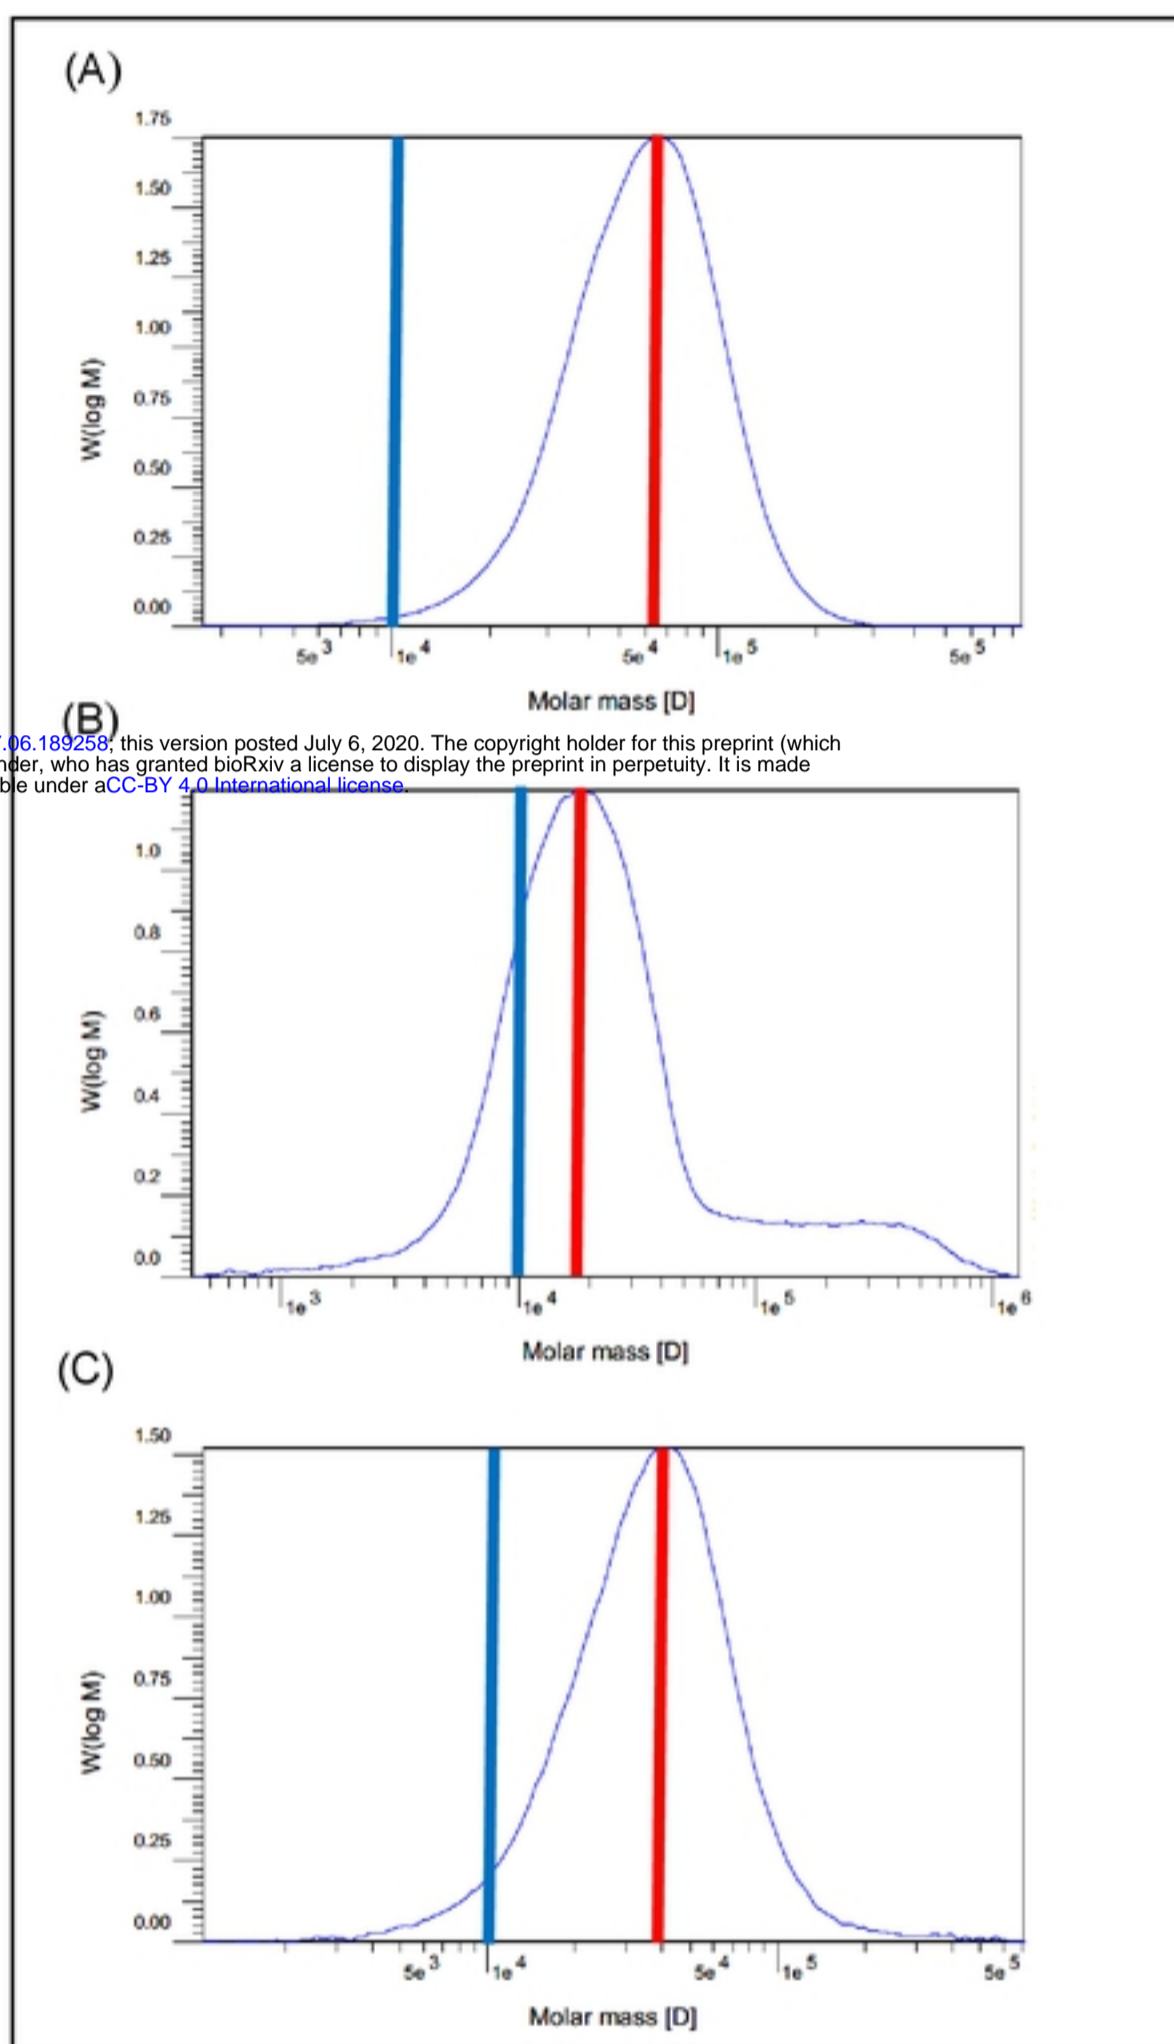 (A)
1.75
1.50
1.25
1.00
0.75
0.50
0.25
0.00
W(log M)
5e 3 1e 4 5e 4 1e 5 5e 5
Molar mass [D]
(B)
7.06.189258; this version posted July 6, 2020. The copyright holder for this preprint (which
nder, who has granted bioRxiv a license to display the preprint in perpetuity. It is made
ble under aCC-BY 4.0 International license.
1.0
0.8
0.6
0.4
0.2
0.0
W(log M)
1e 3 1e 4 1e 5 1e 6
Molar mass [D]
(C)
1.50
1.25
1.00
0.75
0.50
0.25
0.00
W(log M)
5e 3 1e 4 5e 4 1e 5 5e 5
Molar mass [D]